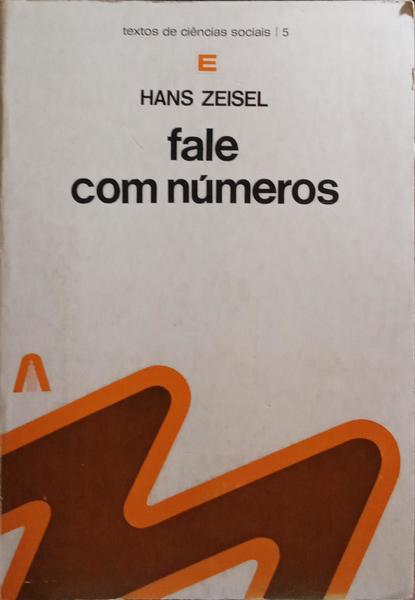 textos de ciências sociais | 5
E
HANS ZEISEL
fale
com números